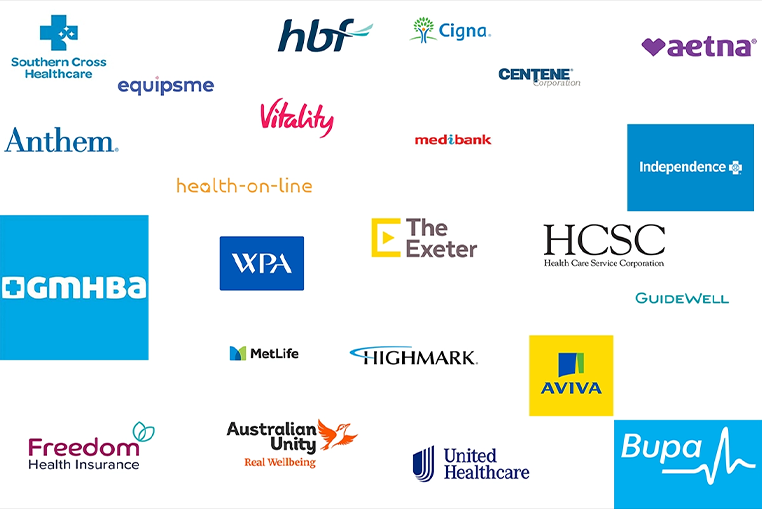 Southern Cross
Healthcare
hbf
Cigna
aetna®
equipsme
CENTENE®
Corporation
Vitality
Anthem®
medibank
Independence
health-on-line
The
Exeter
HCSC
Health Care Service Corporation
WPA
GMHBa
GUIDEWELL
MetLife
HIGHMARK®
AVIVA
Freedom
Health Insurance
Australian
Unity
Real Wellbeing
United
Healthcare
Bupa